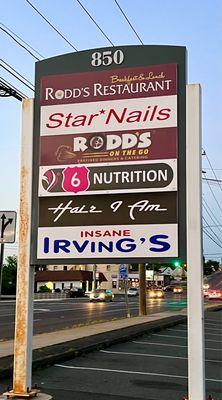 850
Breakfast & Lunch
RODD'S RESTAURANT
Star*Nails
RODD'S
ON THE GO
6 NUTRITION
Hair I Am
INSANE
IRVING'S